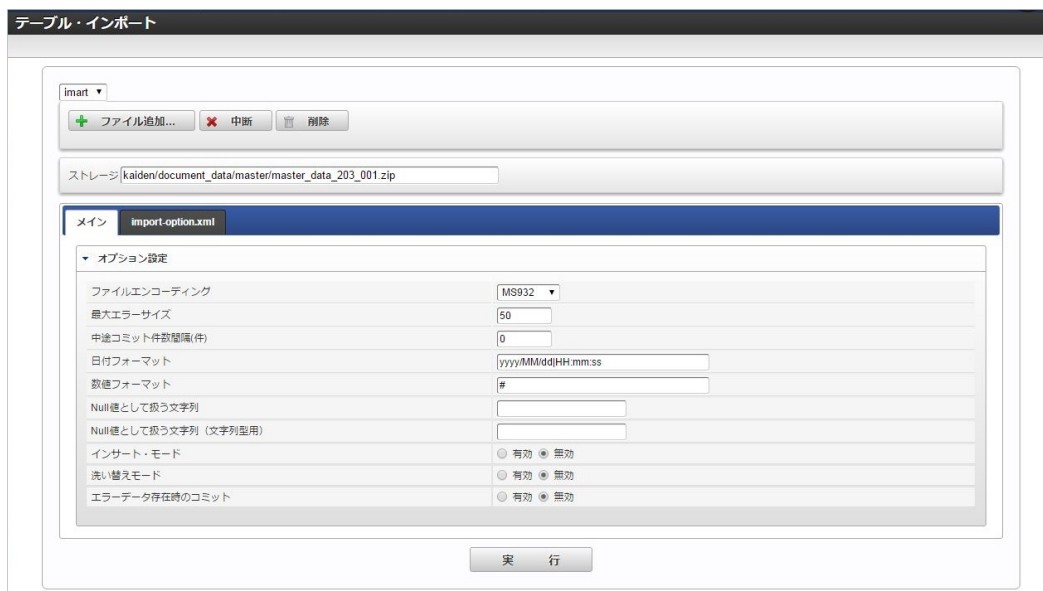 テーブル・インポート
imart
ファイル追加... 中断 削除
ストレージ kaiden/document_data/master/master_data_203_001.zip
メイン import-option.xml
オプション設定
ファイルエンコーディング MS932
最大エラーサイズ 50
中途コミット件数間隔(件) 0
日付フォーマット yyyy/MM/dd|HH:mm:ss
数値フォーマット #
Null値として扱う文字列
Null値として扱う文字列（文字列型用）
インサート・モード 有効 無効
洗い替えモード 有効 無効
エラーデータ存在時のコミット 有効 無効
実 行